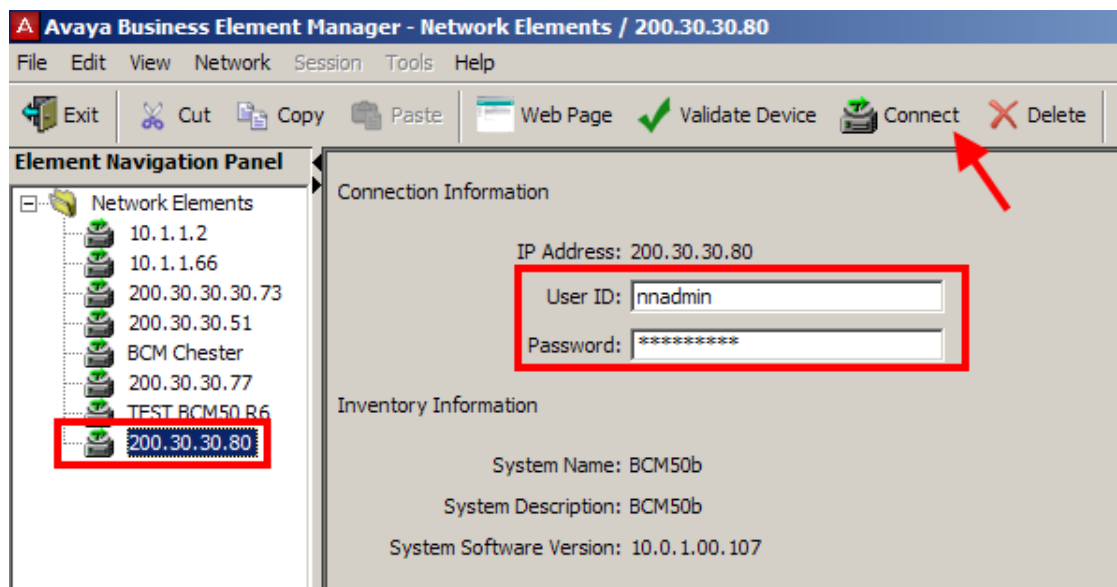 Avaya Business Element Manager - Network Elements / 200.30.30.80
File Edit View Network Session Tools Help
Exit Cut Copy Paste Web Page Validate Device Connect Delete
Element Navigation Panel
Network Elements
10.1.1.2
10.1.1.66
200.30.30.30.73
200.30.30.51
BCM Chester
200.30.30.77
TEST BCM50 R6
200.30.30.80
Connection Information
IP Address: 200.30.30.80
User ID: nnadmin
Password: *********
Inventory Information
System Name: BCM50b
System Description: BCM50b
System Software Version: 10.0.1.00.107